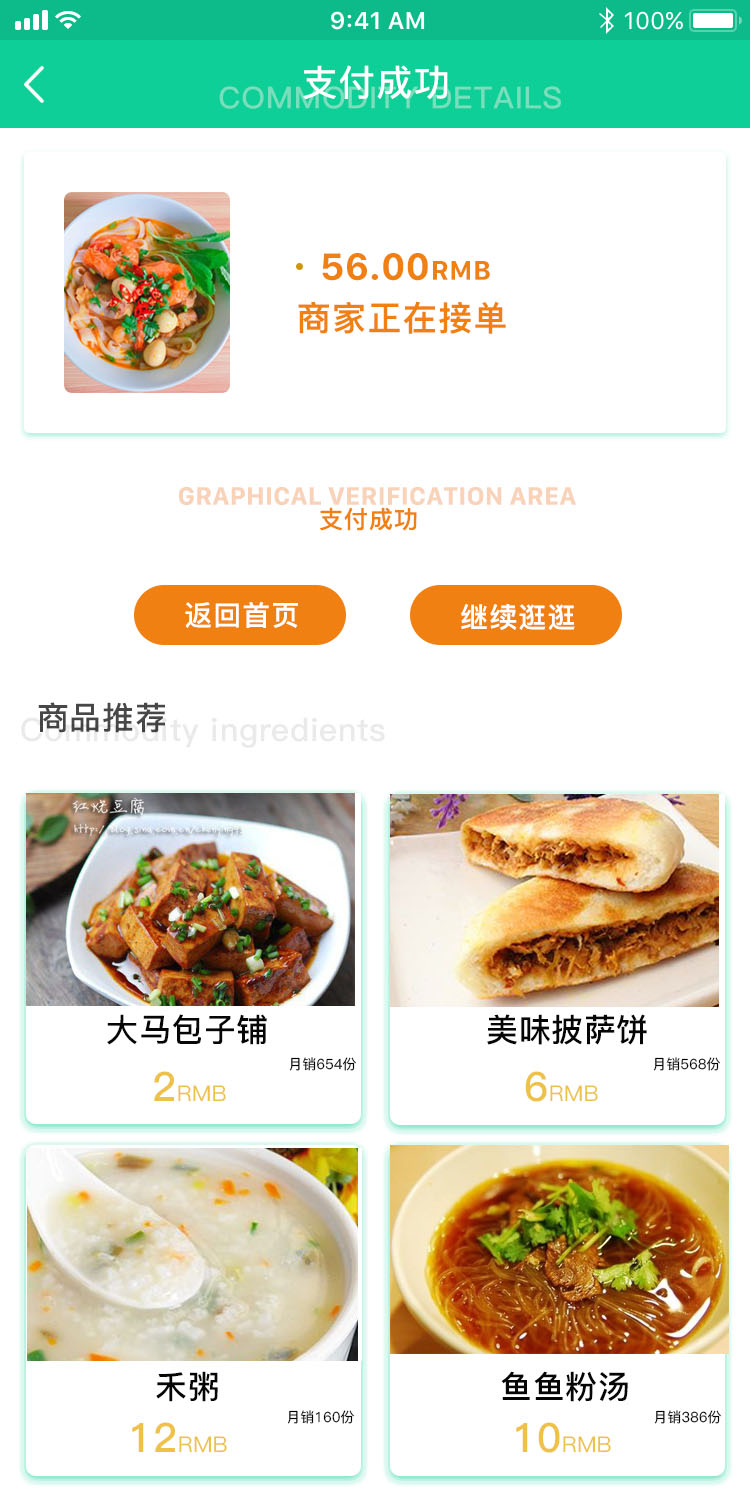 9:41 AM
100%
支付成功
COMMODITY DETAILS
· 56.00RMB
商家正在接单
GRAPHICAL VERIFICATION AREA
支付成功
返回首页
继续逛逛
商品推荐
Commodity ingredients
红烧豆腐
大马包子铺
月销654份
2RMB
美味披萨饼
月销568份
6RMB
禾粥
月销160份
12RMB
鱼鱼粉汤
月销386份
10RMB